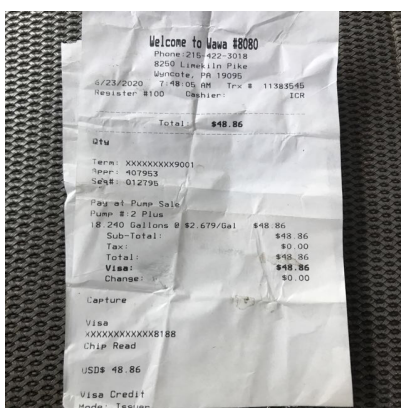 Welcome to Wawa #8080
Phone:215-422-3018
8250 Limekiln Pike
Wyncote, PA 19095
6/23/2020 7:48:05 AM Trx # 11383545
Register #100 Cashier: ICR
Total: $48.86
Qty
Term: XXXXXXXXX9001
Appr: 407953
Seq#: 012795
Pay at Pump Sale
Pump #:2 Plus
18.240 Gallons @ $2.679/Gal $48.86
Sub-Total: $48.86
Tax: $0.00
Total: $48.86
Visa: $48.86
Change: $0.00
Capture
Visa
XXXXXXXXXXXX8188
Chip Read
USD$ 48.86
Visa Credit
Mode: Issuer